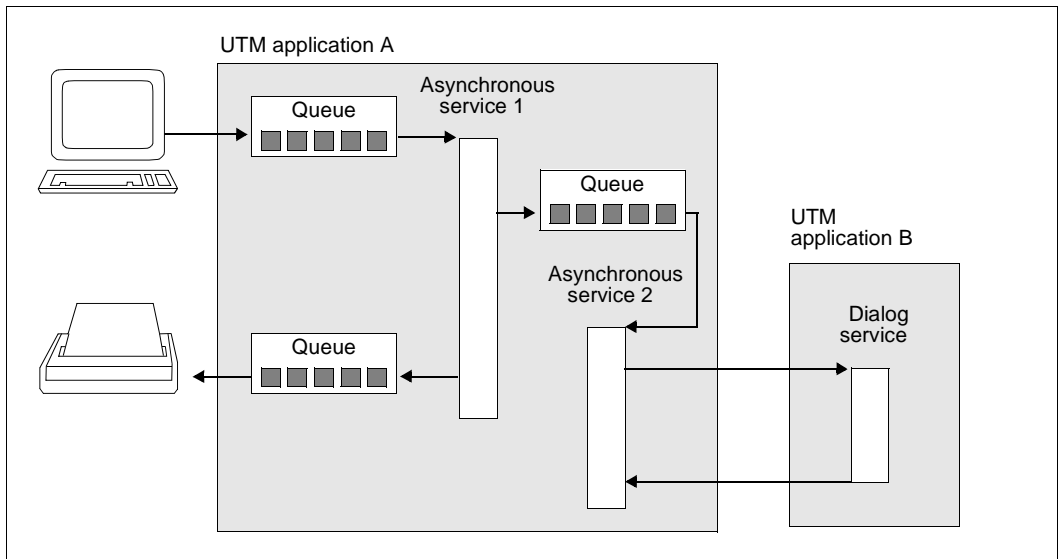 UTM application A
Asynchronous
service 1
Queue
Queue
UTM
application B
Asynchronous
service 2
Dialog
service
Queue